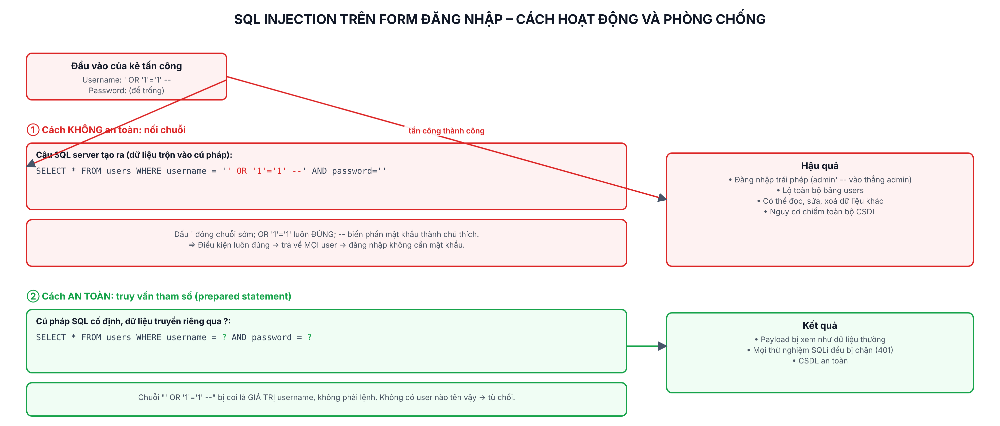 SQL INJECTION TRÊN FORM ĐĂNG NHẬP – CÁCH HOẠT ĐỘNG VÀ PHÒNG CHỐNG
Đầu vào của kẻ tấn công
Username: ' OR '1'='1' --
Password: (để trống)
① Cách KHÔNG an toàn: nối chuỗi
tấn công thành công
Câu SQL server tạo ra (dữ liệu trộn vào cú pháp):
SELECT * FROM users WHERE username = '' OR '1'='1' --' AND password=''
Dấu ' đóng chuỗi sớm; OR '1'='1' luôn ĐÚNG; -- biến phần mật khẩu thành chú thích.
⇒ Điều kiện luôn đúng → trả về MỌI user → đăng nhập không cần mật khẩu.
Hậu quả
• Đăng nhập trái phép (admin' -- vào thẳng admin)
• Lộ toàn bộ bảng users
• Có thể đọc, sửa, xoá dữ liệu khác
• Nguy cơ chiếm toàn bộ CSDL
② Cách AN TOÀN: truy vấn tham số (prepared statement)
Cú pháp SQL cố định, dữ liệu truyền riêng qua ?:
SELECT * FROM users WHERE username = ? AND password = ?
Chuỗi "' OR '1'='1' --" bị coi là GIÁ TRỊ username, không phải lệnh. Không có user nào tên vậy → từ chối.
Kết quả
• Payload bị xem như dữ liệu thường
• Mọi thử nghiệm SQLi đều bị chặn (401)
• CSDL an toàn